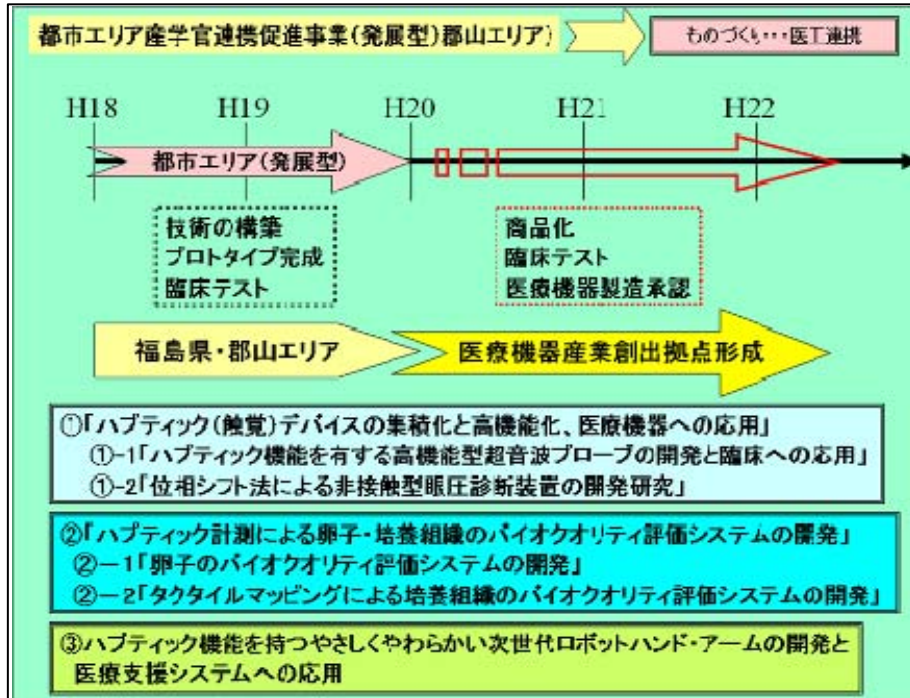 都市エリア産学官連携促進事業(発展型)郡山エリア)
ものづくり・・・医工連携
H18 H19 H20 H21 H22
都市エリア(発展型)
技術の構築
プロトタイプ完成
臨床テスト
商品化
臨床テスト
医療機器製造承認
福島県・郡山エリア
医療機器産業創出拠点形成
①「ハプティック(触覚)デバイスの集積化と高機能化、医療機器への応用」
①-1「ハプティック機能を有する高機能型超音波プローブの開発と臨床への応用」
①-2「位相シフト法による非接触型眼圧診断装置の開発研究」
②「ハプティック計測による卵子・培養組織のバイオクオリティ評価システムの開発」
②－1「卵子のバイオクオリティ評価システムの開発」
②－2「タクタイルマッピングによる培養組織のバイオクオリティ評価システムの開発」
③ハプティック機能を持つやさしくやわらかい次世代ロボットハンド・アームの開発と
医療支援システムへの応用